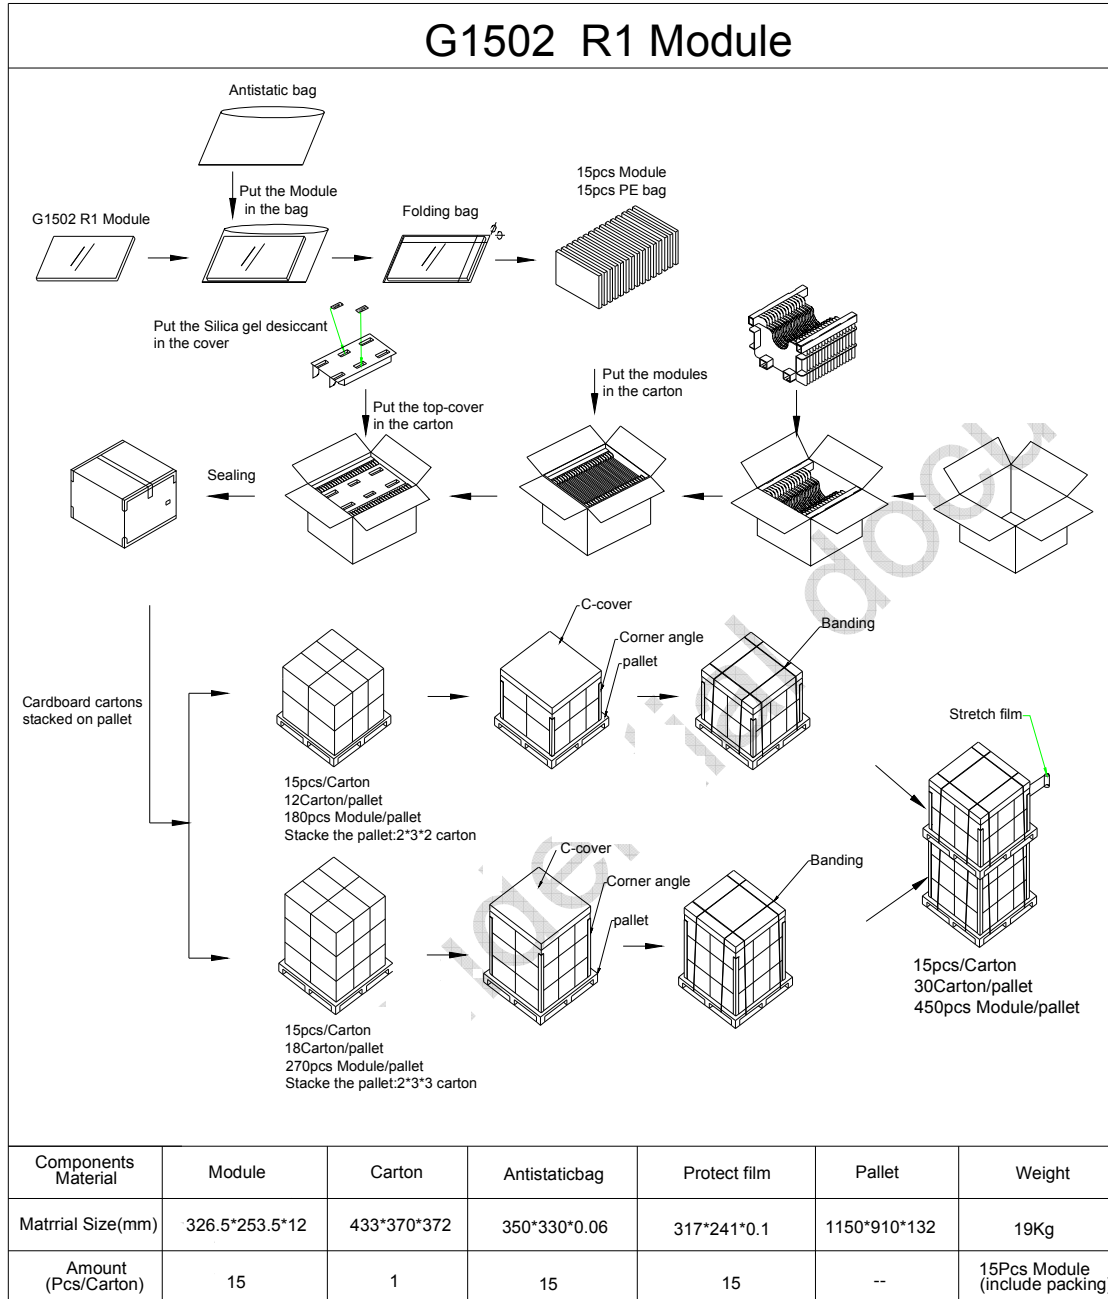 G1502 R1 Module
Antistatic bag
Put the Module
in the bag
15pcs Module
15pcs PE bag
G1502 R1 Module
Folding bag
Put the Silica gel desiccant
in the cover
Put the modules
in the carton
Put the top-cover
in the carton
Sealing
C-cover
Corner angle
pallet
Banding
Cardboard cartons
stacked on pallet
Stretch film
15pcs/Carton
12Carton/pallet
180pcs Module/pallet
Stacke the pallet:2*3*2 carton
C-cover
Corner angle
pallet
Banding
15pcs/Carton
30Carton/pallet
450pcs Module/pallet
15pcs/Carton
18Carton/pallet
270pcs Module/pallet
Stacke the pallet:2*3*3 carton
Components
Material
Module
Carton
Antistaticbag
Protect film
Pallet
Weight
Matrrial Size(mm)
326.5*253.5*12
433*370*372
350*330*0.06
317*241*0.1
1150*910*132
19Kg
Amount
(Pcs/Carton)
15
1
15
15
--
15Pcs Module
(include packing)